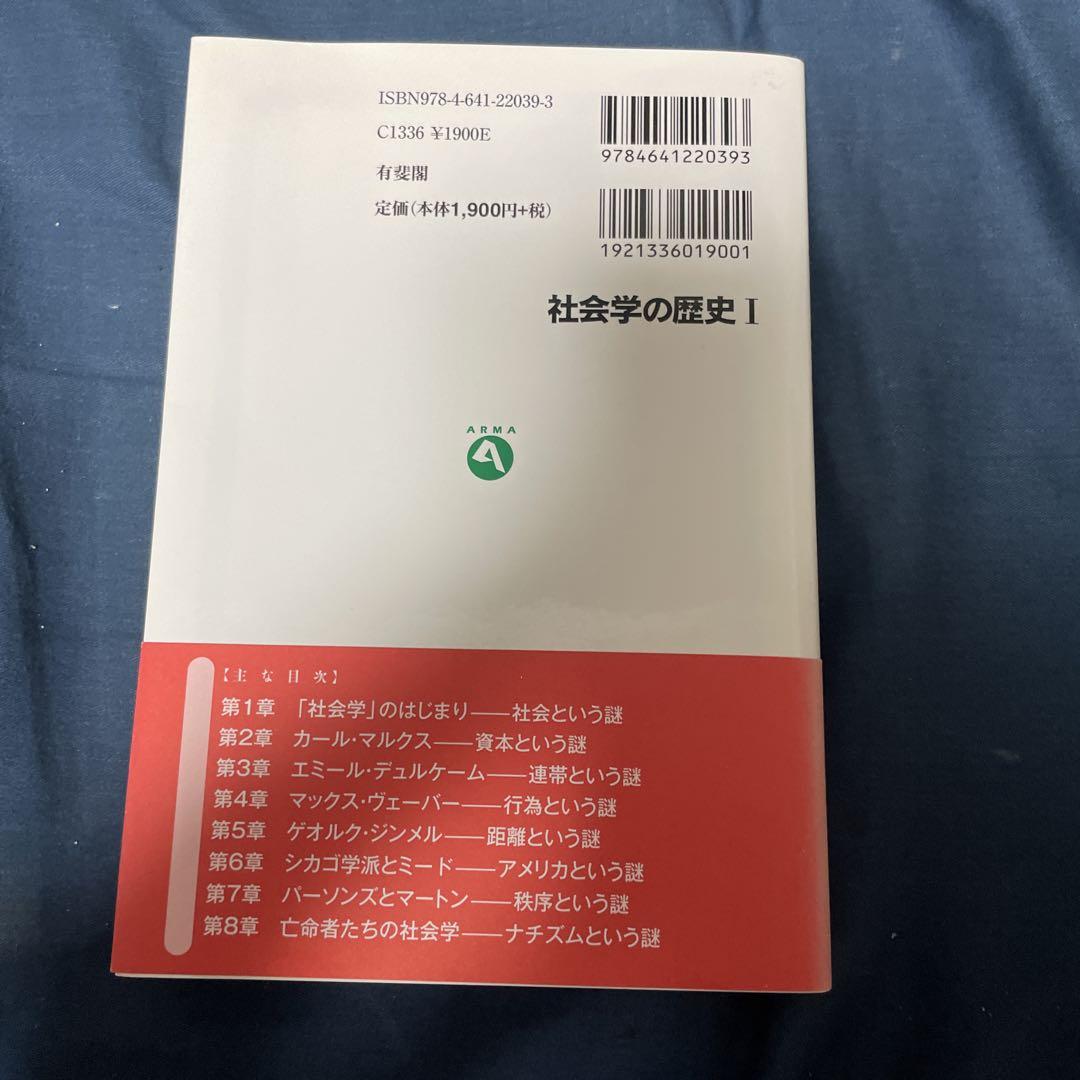 ISBN978-4-641-22039-3
C1336 ¥1900E
有斐閣
定価(本体1,900円+税)
9784641220393
1921336019001
社会学の歴史 I
ARMA
【主な目次】
第1章 「社会学」のはじまり——社会という謎
第2章 カール・マルクス——資本という謎
第3章 エミール・デュルケーム——連帯という謎
第4章 マックス・ヴェーバー——行為という謎
第5章 ゲオルク・ジンメル——距離という謎
第6章 シカゴ学派とミード——アメリカという謎
第7章 パーソンズとマートン——秩序という謎
第8章 亡命者たちの社会学——ナチズムという謎